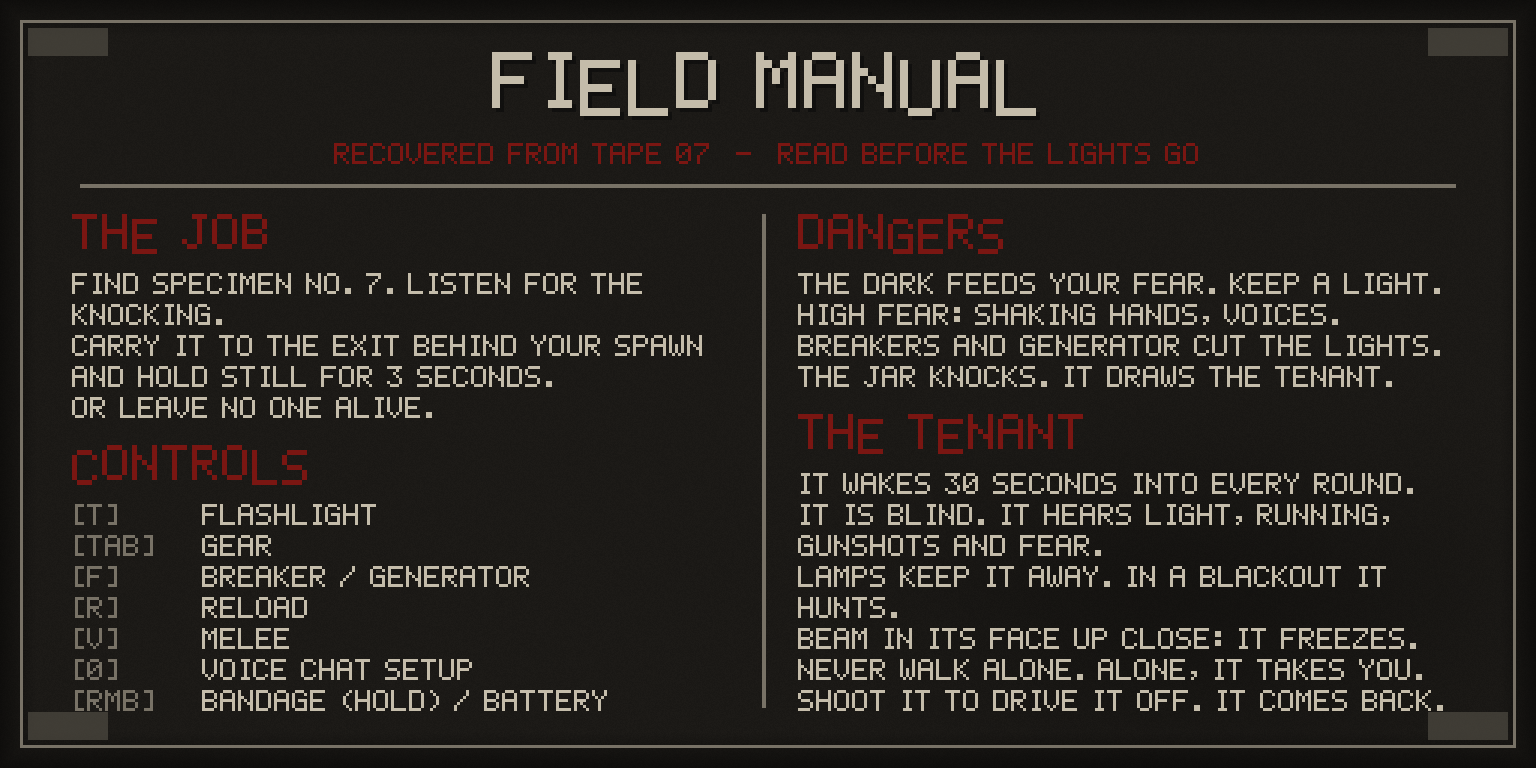 FIELD MANUAL
RECOVERED FROM TAPE 07 - READ BEFORE THE LIGHTS GO
THE JOB
FIND SPECIMEN NO. 7. LISTEN FOR THE
KNOCKING.
CARRY IT TO THE EXIT BEHIND YOUR SPAWN
AND HOLD STILL FOR 3 SECONDS.
OR LEAVE NO ONE ALIVE.
CONTROLS
[T] FLASHLIGHT
[TAB] GEAR
[F] BREAKER / GENERATOR
[R] RELOAD
[V] MELEE
[0] VOICE CHAT SETUP
[RMB] BANDAGE (HOLD) / BATTERY
DANGERS
THE DARK FEEDS YOUR FEAR. KEEP A LIGHT.
HIGH FEAR: SHAKING HANDS, VOICES.
BREAKERS AND GENERATOR CUT THE LIGHTS.
THE JAR KNOCKS. IT DRAWS THE TENANT.
THE TENANT
IT WAKES 30 SECONDS INTO EVERY ROUND.
IT IS BLIND. IT HEARS LIGHT, RUNNING,
GUNSHOTS AND FEAR.
LAMPS KEEP IT AWAY. IN A BLACKOUT IT
HUNTS.
BEAM IN ITS FACE UP CLOSE: IT FREEZES.
NEVER WALK ALONE. ALONE, IT TAKES YOU.
SHOOT IT TO DRIVE IT OFF. IT COMES BACK.